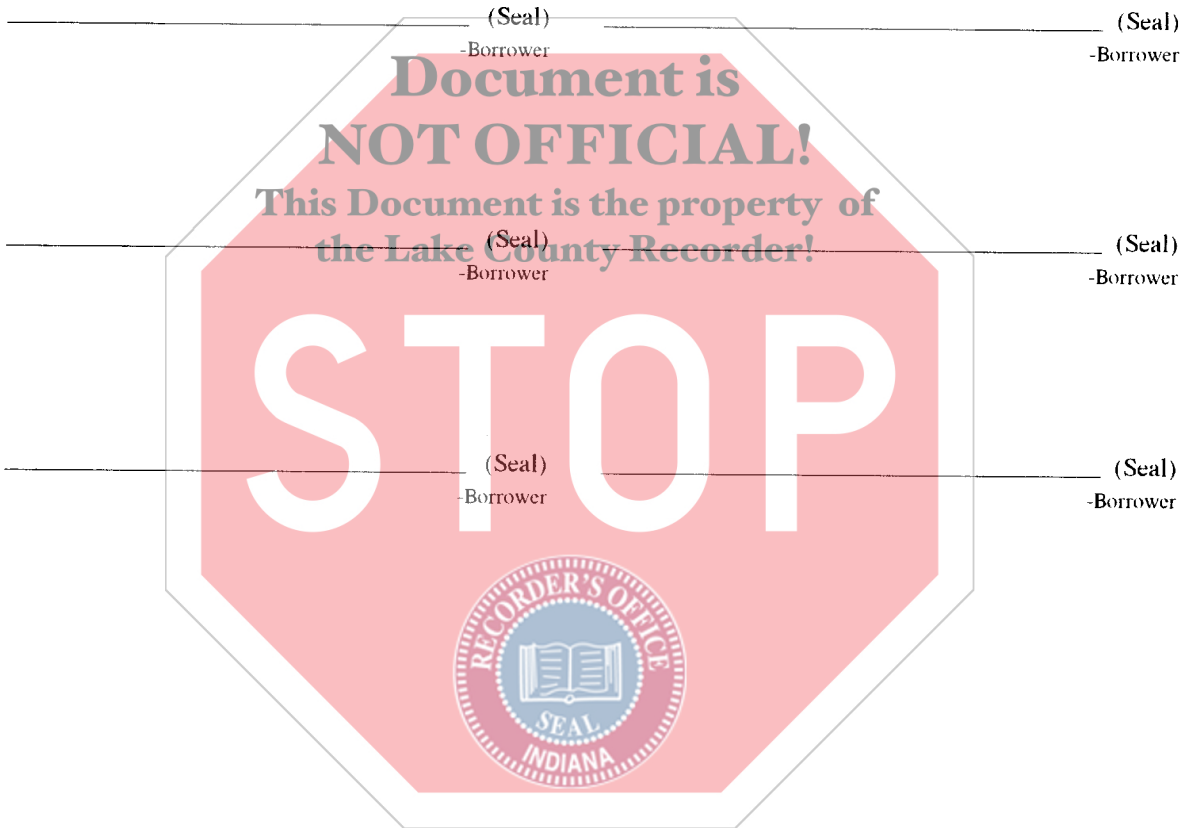 (Seal) (Seal)
-Borrower -Borrower
Document is
NOT OFFICIAL!
This Document is the property of
the Lake County Recorder!
(Seal) (Seal)
-Borrower -Borrower
STOP
(Seal) (Seal)
-Borrower -Borrower
RECORDER'S OFFICE
SEAL
INDIANA